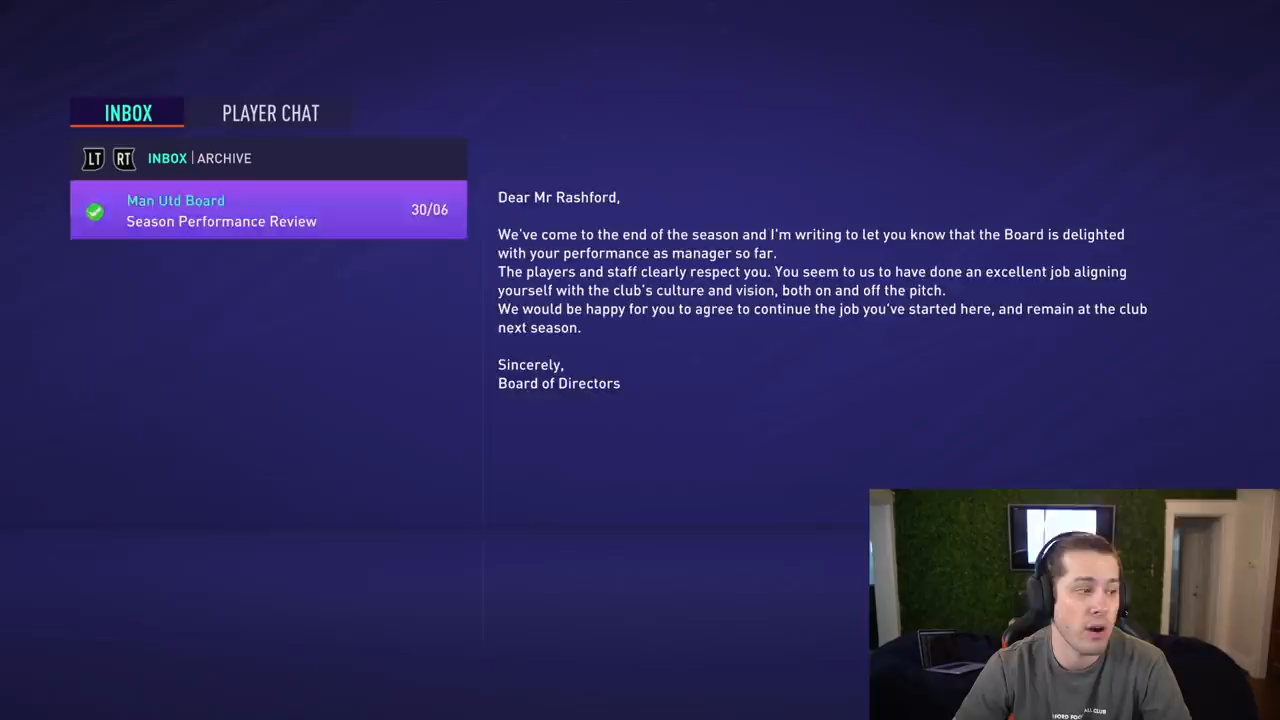 INBOX
PLAYER CHAT
LT RT INBOX | ARCHIVE
Man Utd Board
Season Performance Review
30/06
Dear Mr Rashford,
We've come to the end of the season and I'm writing to let you know that the Board is delighted
with your performance as manager so far.
The players and staff clearly respect you. You seem to us to have done an excellent job aligning
yourself with the club's culture and vision, both on and off the pitch.
We would be happy for you to agree to continue the job you've started here, and remain at the club
next season.
Sincerely,
Board of Directors
CLUB